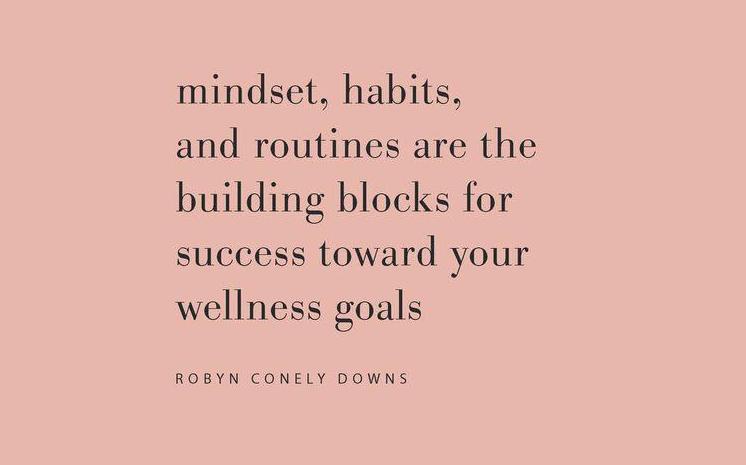 mindset, habits,
and routines are the
building blocks for
success toward your
wellness goals
ROBYN CONELY DOWNS